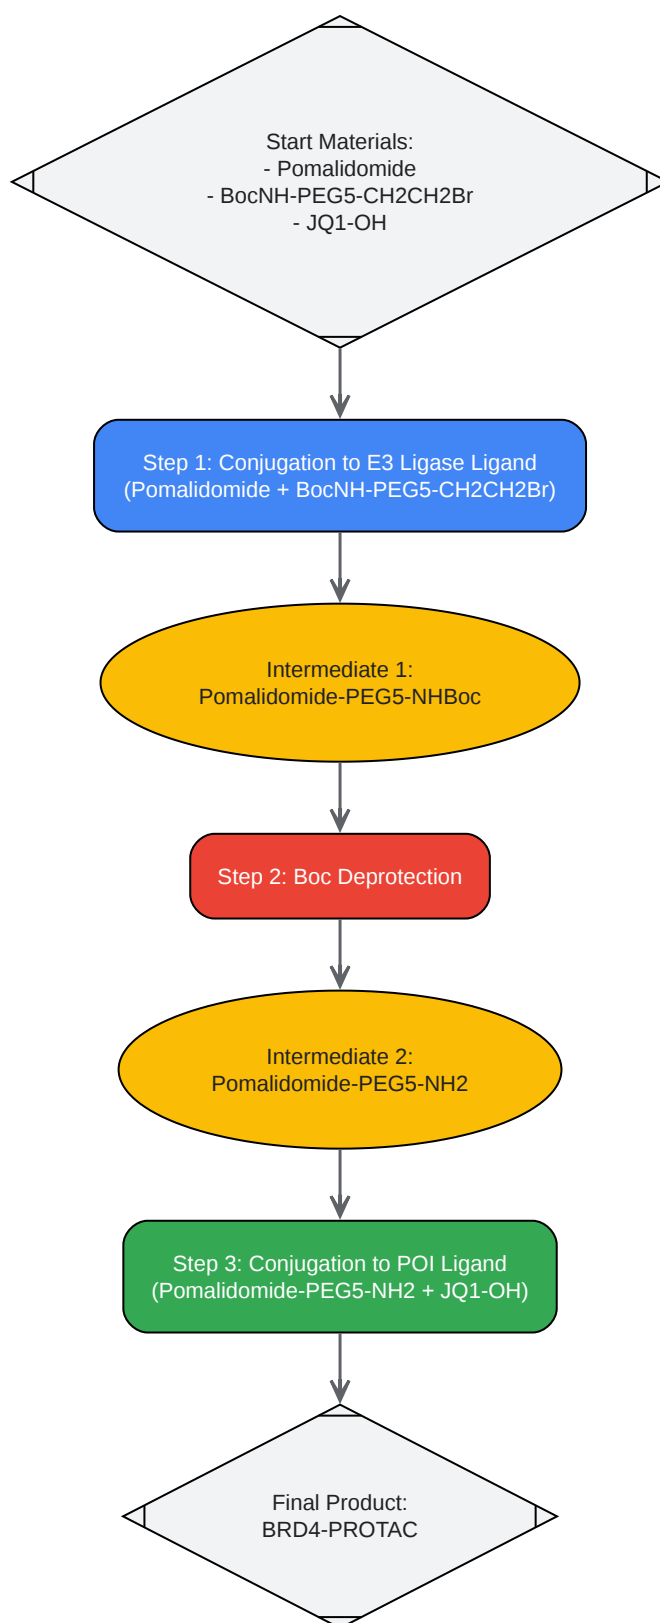 Start Materials:
- Pomalidomide
- BocNH-PEG5-CH2CH2Br
- JQ1-OH
Step 1: Conjugation to E3 Ligase Ligand
(Pomalidomide + BocNH-PEG5-CH2CH2Br)
Intermediate 1:
Pomalidomide-PEG5-NHBoc
Step 2: Boc Deprotection
Intermediate 2:
Pomalidomide-PEG5-NH2
Step 3: Conjugation to POI Ligand
(Pomalidomide-PEG5-NH2 + JQ1-OH)
Final Product:
BRD4-PROTAC